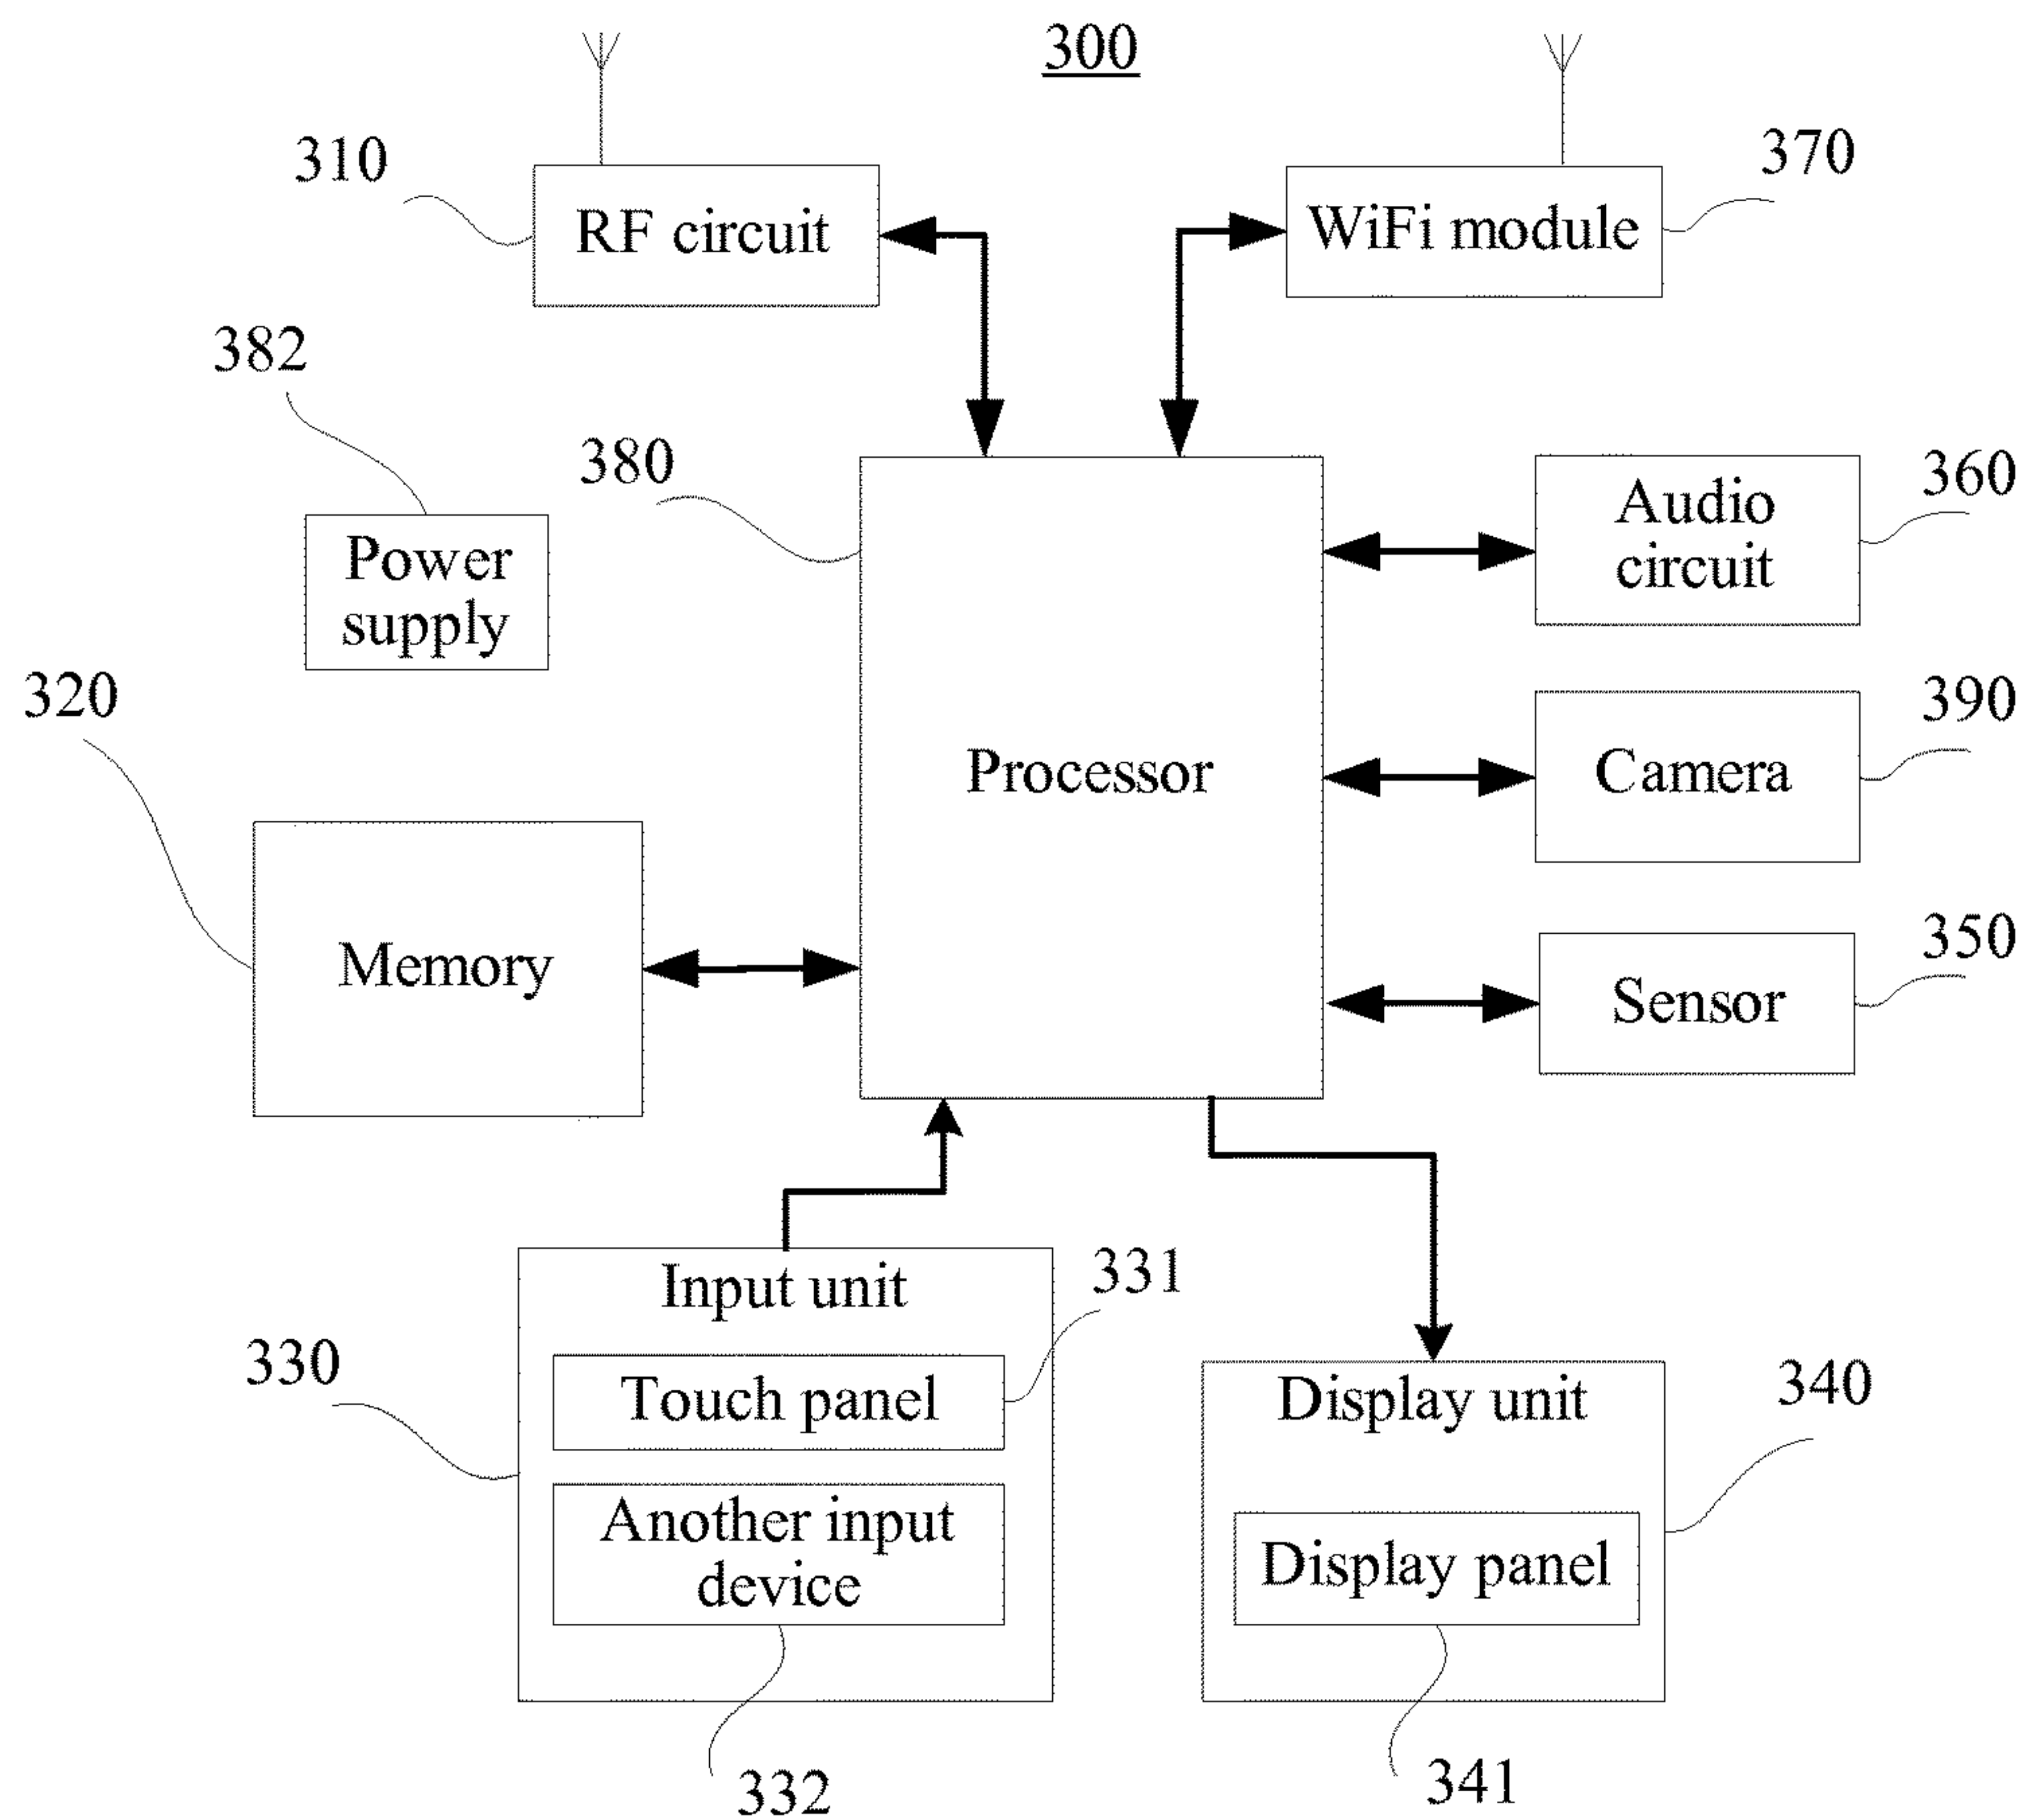 300
310
RF circuit
WiFi module
370
382
Power
supply
380
Processor
Audio
circuit
360
Camera
390
320
Memory
Sensor
350
Input unit
331
330
Touch panel
Another input
device
332
Display unit
340
Display panel
341